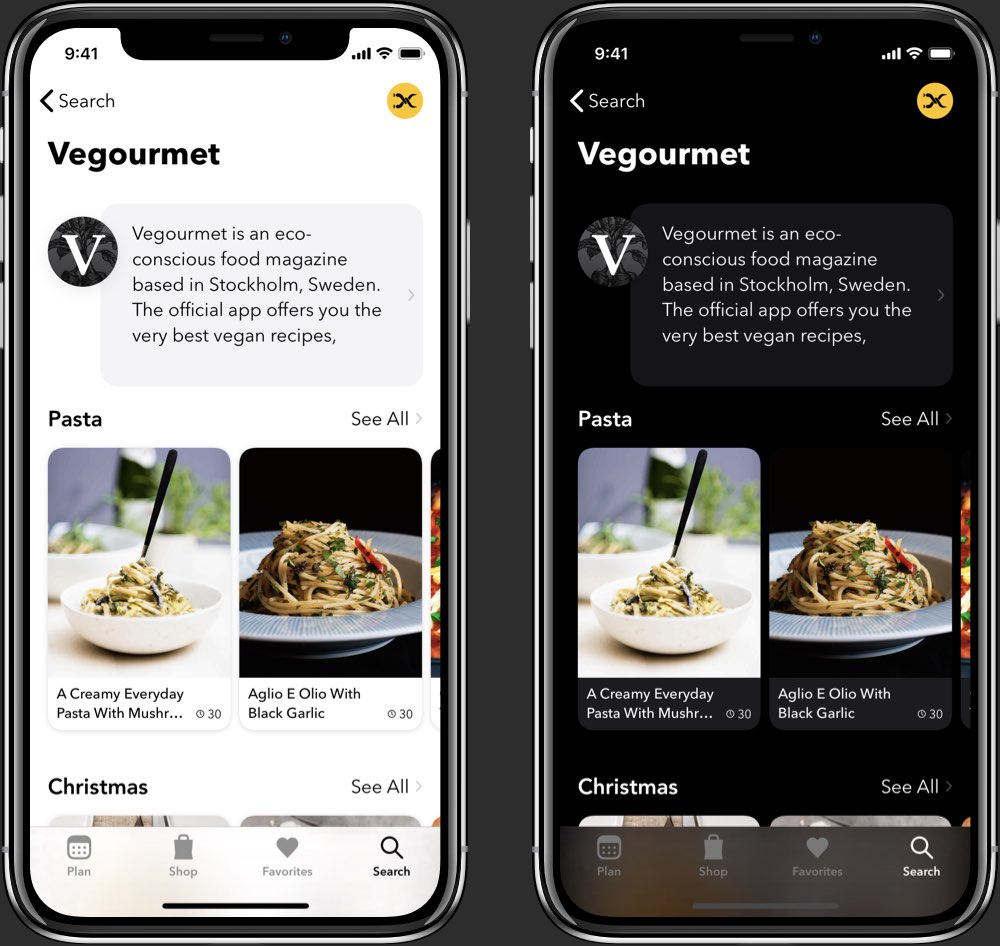 9:41
Search
Vegourmet
V
Vegourmet is an eco-
conscious food magazine
based in Stockholm, Sweden.
The official app offers you the
very best vegan recipes,
Pasta
See All
A Creamy Everyday
Pasta With Mushr...
30
Aglio E Olio With
Black Garlic
30
Christmas
See All
Plan
Shop
Favorites
Search
9:41
Search
Vegourmet
V
Vegourmet is an eco-
conscious food magazine
based in Stockholm, Sweden.
The official app offers you the
very best vegan recipes,
Pasta
See All
A Creamy Everyday
Pasta With Mushr...
30
Aglio E Olio With
Black Garlic
30
Christmas
See All
Plan
Shop
Favorites
Search